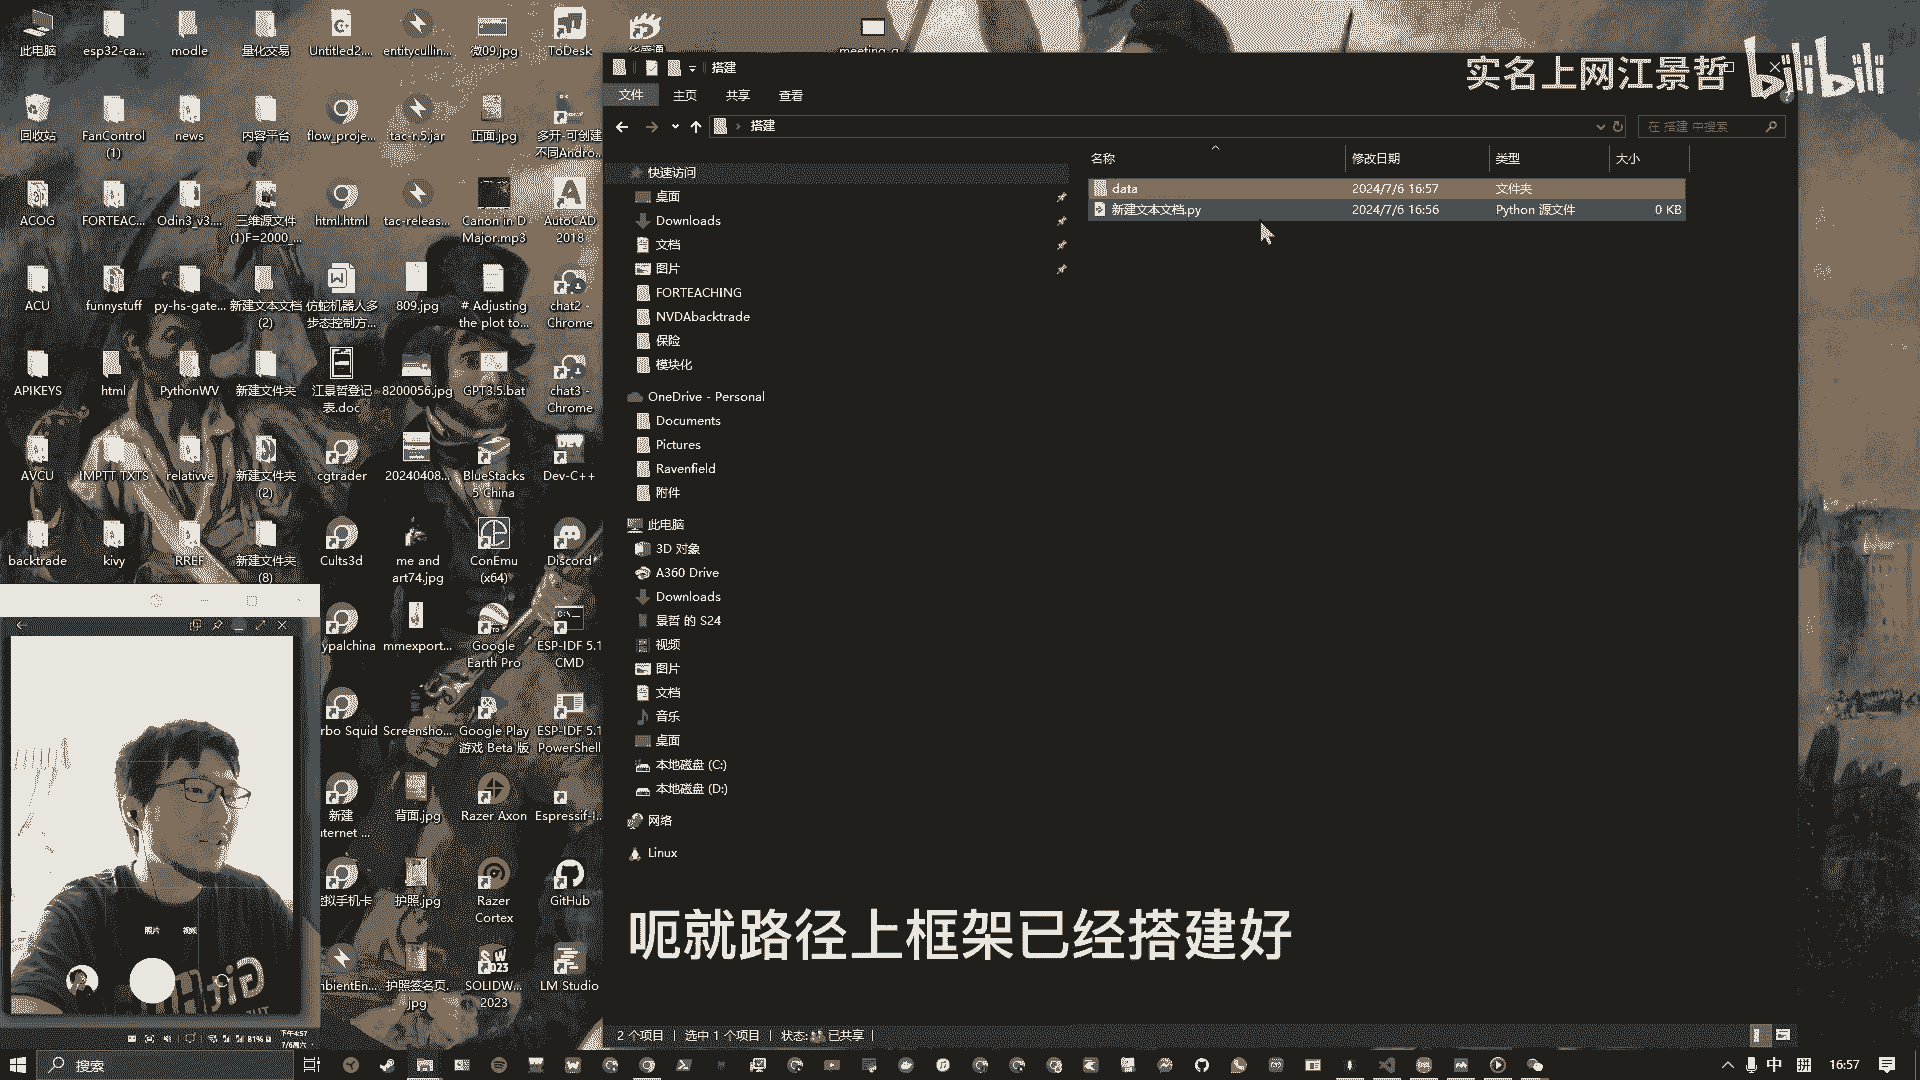 此电脑
esp32-ca...
modle
量化交易
Untitled2....
entitycullin...
微09.jpg
ToDesk
回收站
FanControl
(1)
news
内容平台
flow_proje...
tac-r.5.jar
正面.jpg
多开-可创建
不同Andro...
ACOG
FORTEAC...
Odin3_v3....
三维源文件
(1)F=2000_...
html.html
tac-releas...
Canon in D
Major.mp3
AutoCAD
2018
ACU
funnystuff
py-hs-gate...
新建文本文档
(2)
仿蛇机器人多
步态控制方...
809.jpg
# Adjusting
the plot to...
chat2 -
Chrome
APIKEYS
html
PythonWV
新建文件夹
江景哲登记
表.doc
8200056.jpg
GPT3.5.bat
chat3 -
Chrome
AVCU
IMPTT TXTS
relativve
新建文件夹
(2)
cgtrader
20240408...
BlueStacks
5 China
Dev-C++
backtrade
kivy
RREF
新建文件夹
(8)
Cults3d
me and
art74.jpg
ConEmu
(x64)
Discord
ypalchina
mmexport...
Google
Earth Pro
ESP-IDF 5.1
CMD
rbo Squid
Screensho...
Google Play
游戏 Beta 版
ESP-IDF 5.1
PowerShell
新建
nternet ...
背面.jpg
Razer Axon
Espressif-I...
拟手机卡
护照.jpg
Razer
Cortex
GitHub
nbientEn...
护照签名页.
jpg
SOLIDW...
2023
LM Studio
照片
视频
下午4:57
7/6周六
81%
搭建
文件
主页
共享
查看
搭建
在 搭建 中搜索
实名上网江景哲
bilibili
名称
修改日期
类型
大小
data
2024/7/6 16:57
文件夹
新建文本文档.py
2024/7/6 16:56
Python 源文件
0 KB
快速访问
桌面
Downloads
文档
图片
FORTEACHING
NVDAbacktrade
保险
模块化
OneDrive - Personal
Documents
Pictures
Ravenfield
附件
此电脑
3D 对象
A360 Drive
Downloads
景哲 的 S24
视频
图片
文档
音乐
桌面
本地磁盘 (C:)
本地磁盘 (D:)
网络
Linux
呃就路径上框架已经搭建好
2 个项目
选中 1 个项目
状态:
已共享
搜索
中
拼
16:57